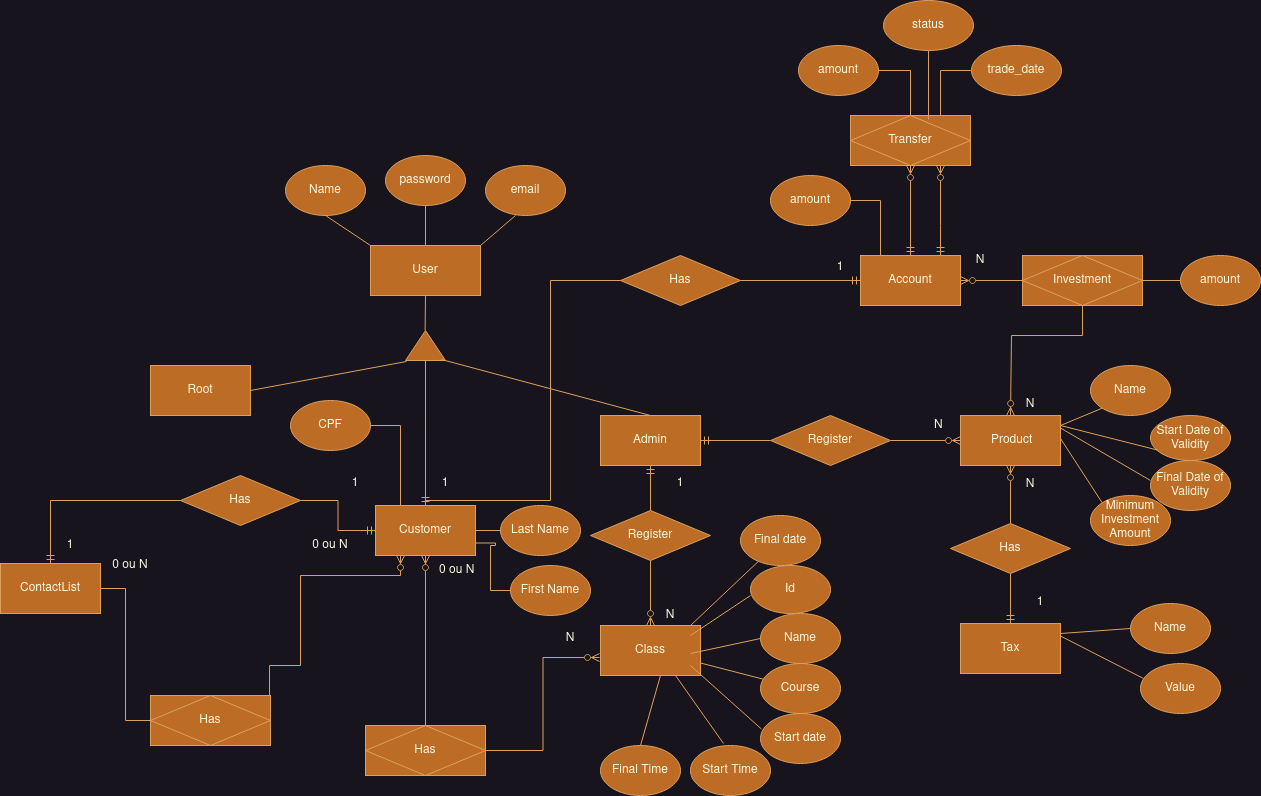 status
amount
trade_date
Transfer
Name
password
email
amount
User
Has
1
Account
N
Investment
amount
Root
CPF
Admin
Register
N
Product
N
Name
Start Date of
Validity
Final Date of
Validity
Minimum
Investment
Amount
Has
1
1
1
N
Customer
Last Name
Register
Final date
Has
1
0 ou N
0 ou N
0 ou N
ContactList
First Name
Id
1
N
N
Class
Name
Tax
Name
Course
Value
Has
Has
Start date
Final Time
Start Time